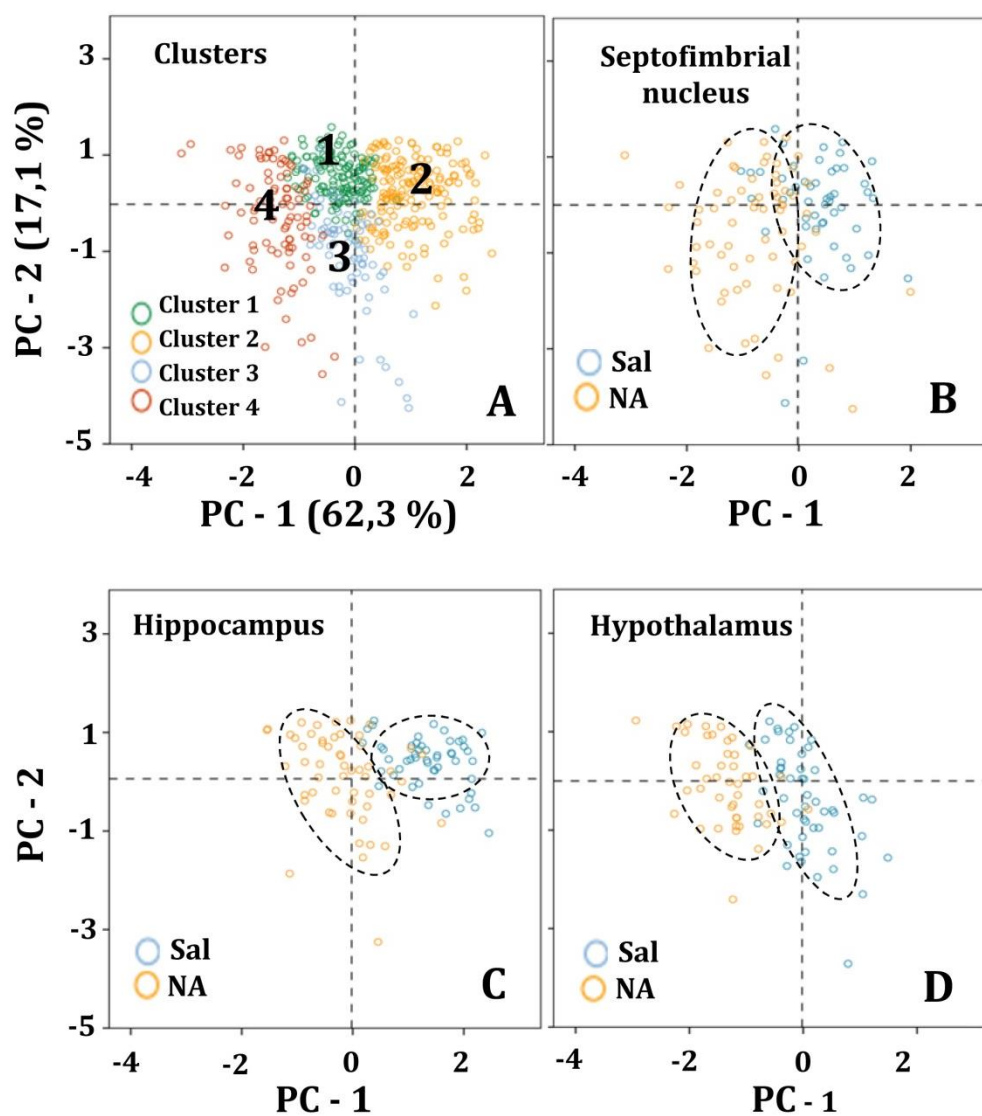 Clusters
3
1
-1
-3
-5
PC - 2 (17,1 %)
1
2
3
4
Cluster 1
Cluster 2
Cluster 3
Cluster 4
A
-4
-2
0
2
PC - 1 (62,3 %)
Septofimbrial
nucleus
Sal
NA
B
-4
-2
0
2
PC - 1
Hippocampus
3
1
-1
-3
-5
PC - 2
Sal
NA
C
-4
-2
0
2
PC - 1
Hypothalamus
Sal
NA
D
-4
-2
0
2
PC - 1